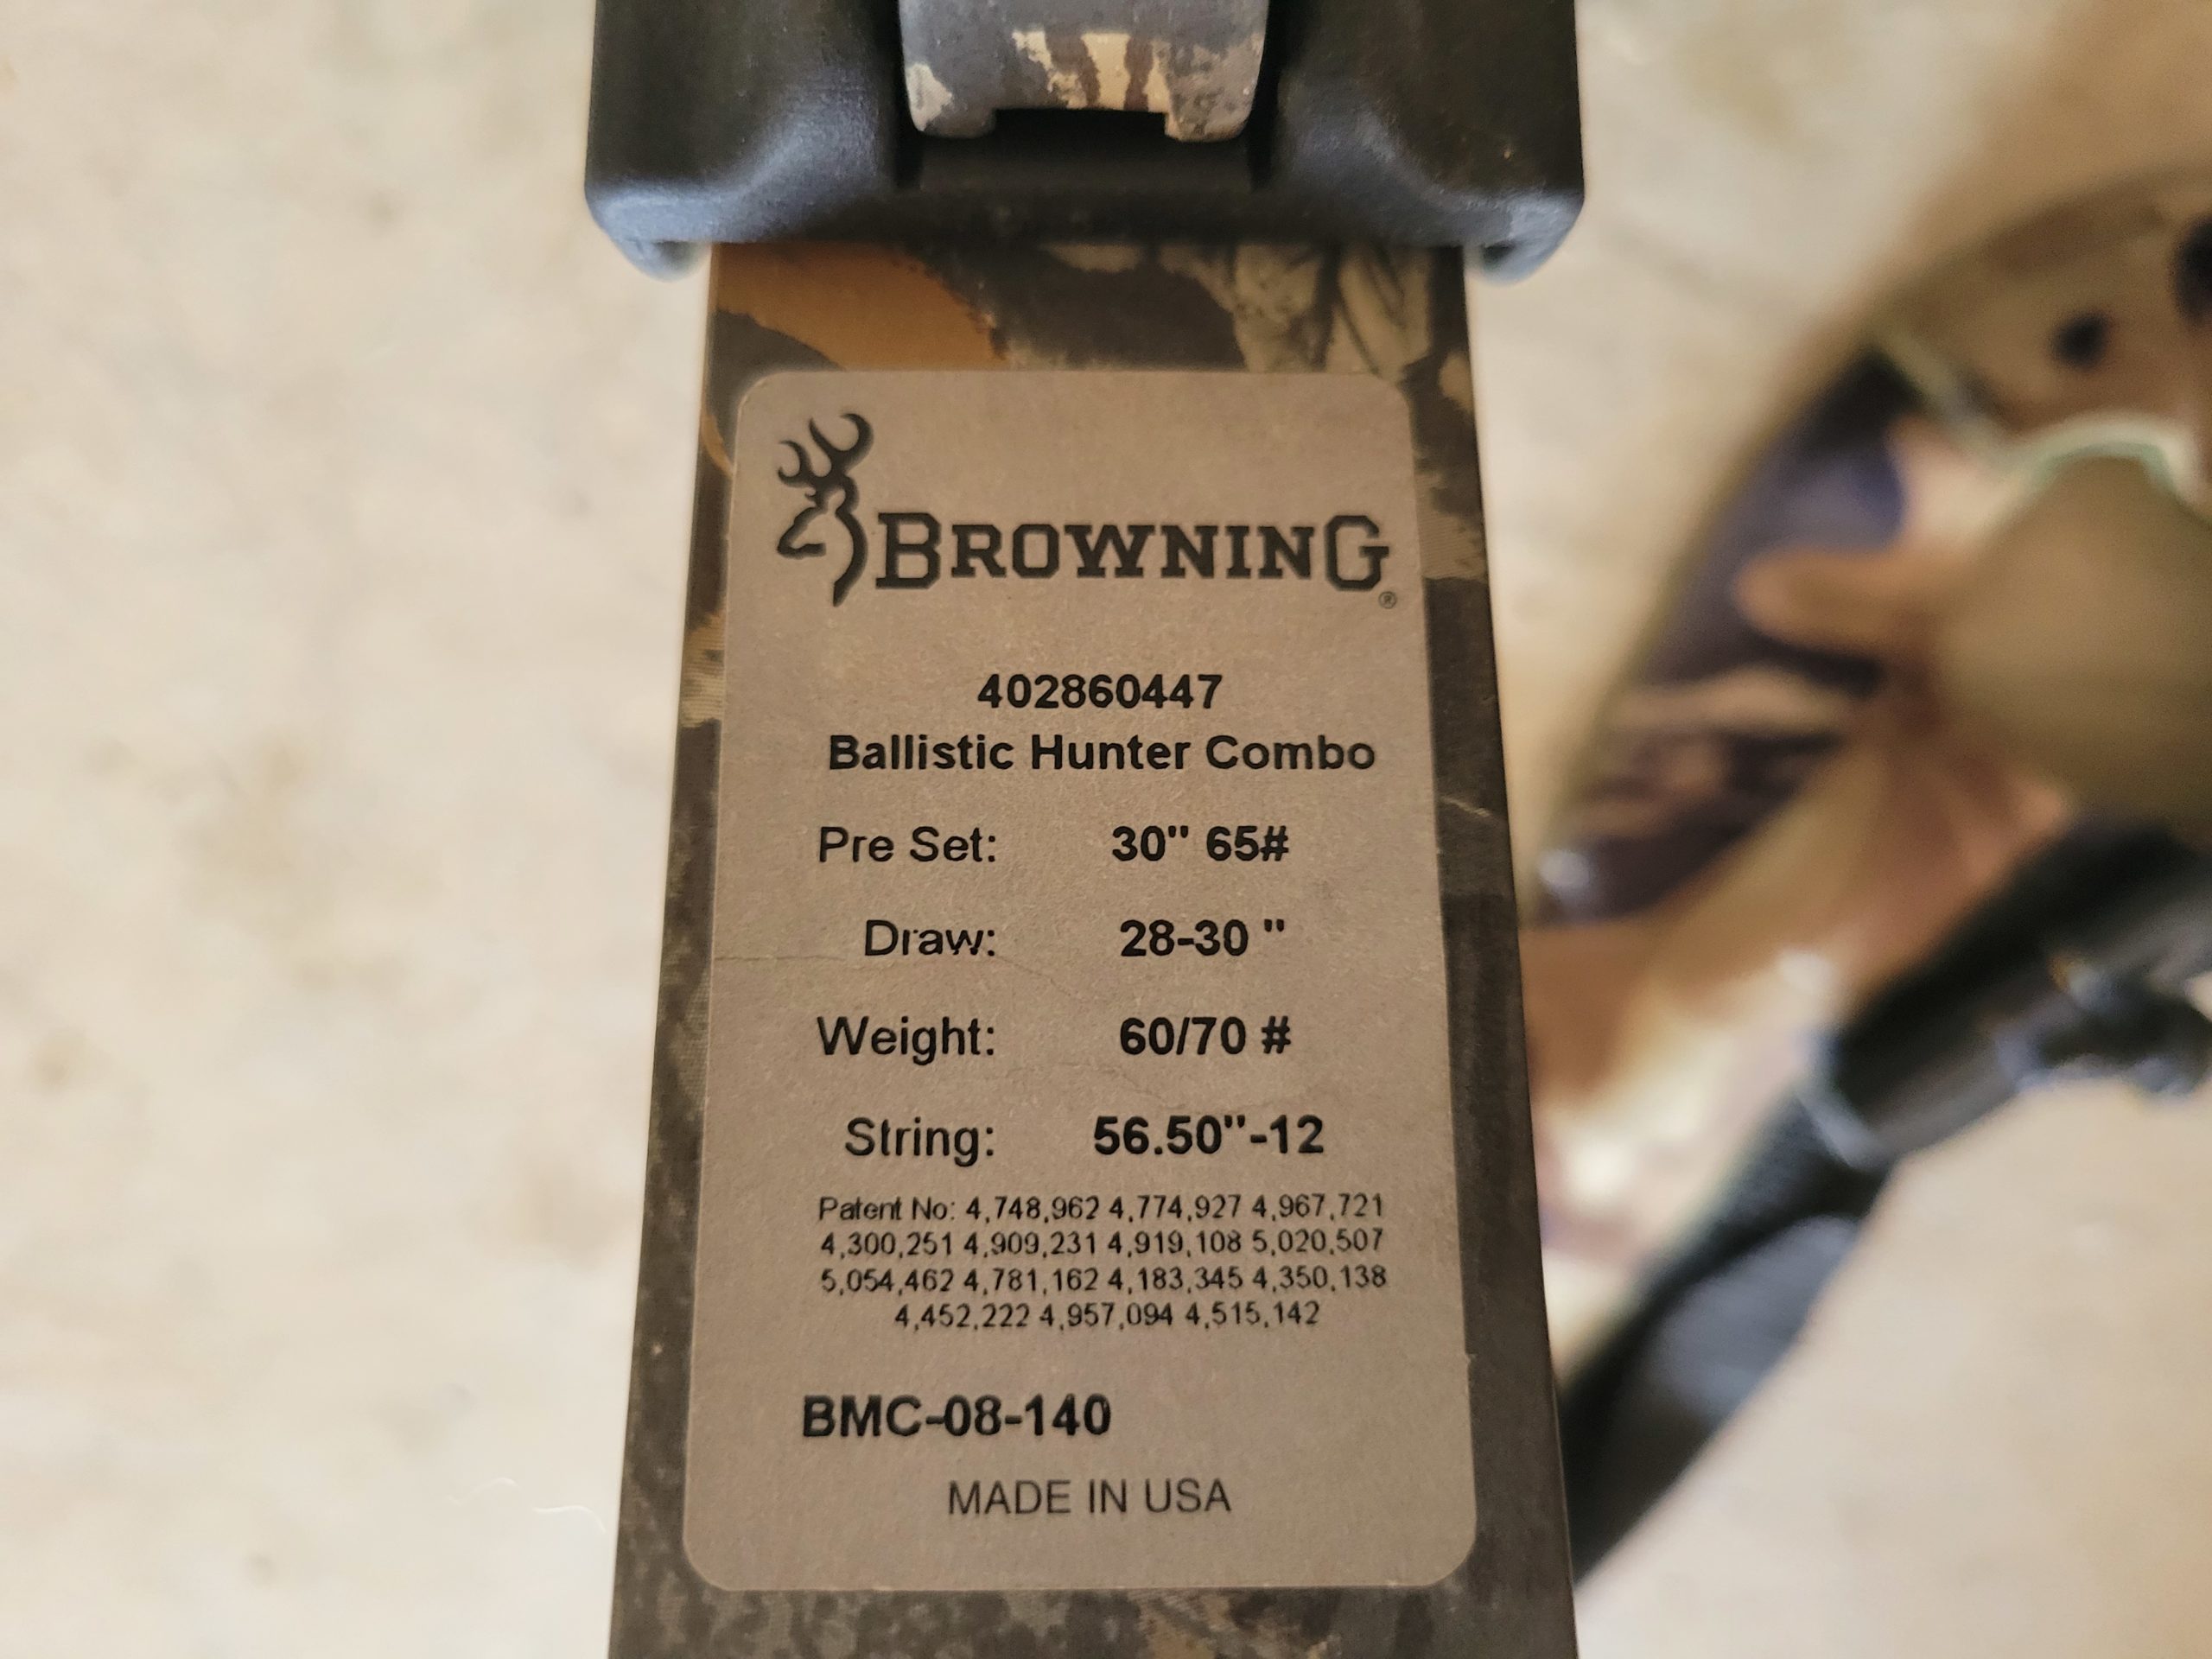 BROWNING®
402860447
Ballistic Hunter Combo
Pre Set: 30" 65#
Draw: 28-30 "
Weight: 60/70 #
String: 56.50"-12
Patent No: 4,748,962 4,774,927 4,967,721
4,300,251 4,909,231 4,919,108 5,020,507
5,054,462 4,781,162 4,183,345 4,350,138
4,452,222 4,957,094 4,515,142
BMC-08-140
MADE IN USA